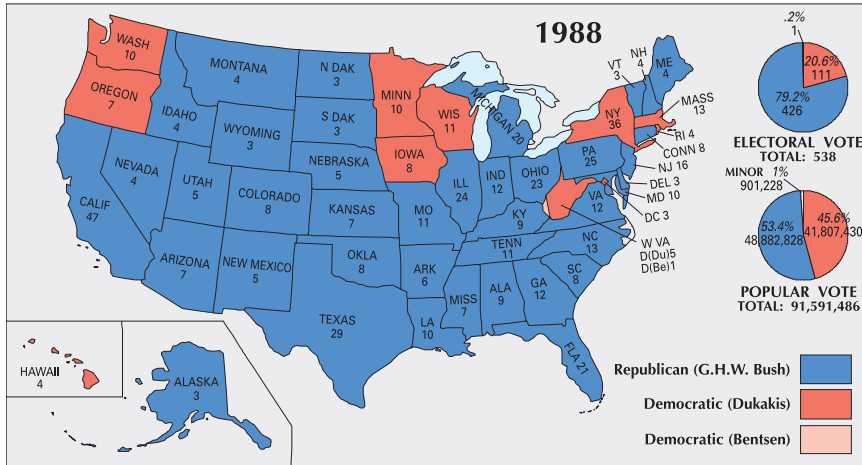 1988
WASH
10
OREGON
7
CALIF
47
NEVADA
4
IDAHO
4
MONTANA
4
WYOMING
3
UTAH
5
COLORADO
8
ARIZONA
7
NEW MEXICO
5
N DAK
3
S DAK
3
NEBRASKA
5
KANSAS
7
OKLA
8
TEXAS
29
MINN
10
IOWA
8
MO
11
ARK
6
LA
10
WIS
11
ILL
24
MICHIGAN 20
IND
12
OHIO
23
KY
9
TENN
11
MISS
7
ALA
9
GA
12
FLA 21
SC
8
NC
13
VA
12
W VA
D(Du)5
D(Be)1
PA
25
NY
36
VT
3
NH
4
ME
4
MASS
13
RI 4
CONN 8
NJ 16
DEL 3
MD 10
DC 3
HAWAII
4
ALASKA
3
.2%
1
20.6%
111
79.2%
426
ELECTORAL VOTE
TOTAL: 538
MINOR 1%
901,228
53.4%
48,882,828
45.6%
41,807,430
POPULAR VOTE
TOTAL: 91,591,486
Republican (G.H.W. Bush)
Democratic (Dukakis)
Democratic (Bentsen)